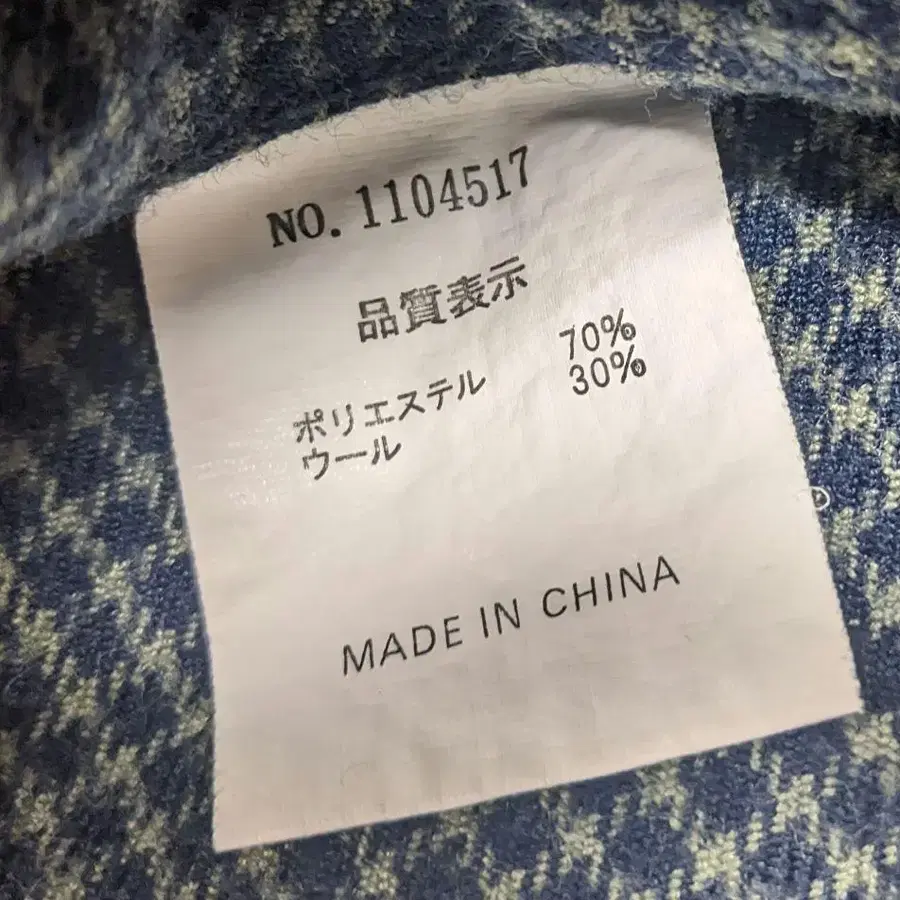 NO. 1104517
品質表示
ポリエステル 70%
ウール 30%
MADE IN CHINA